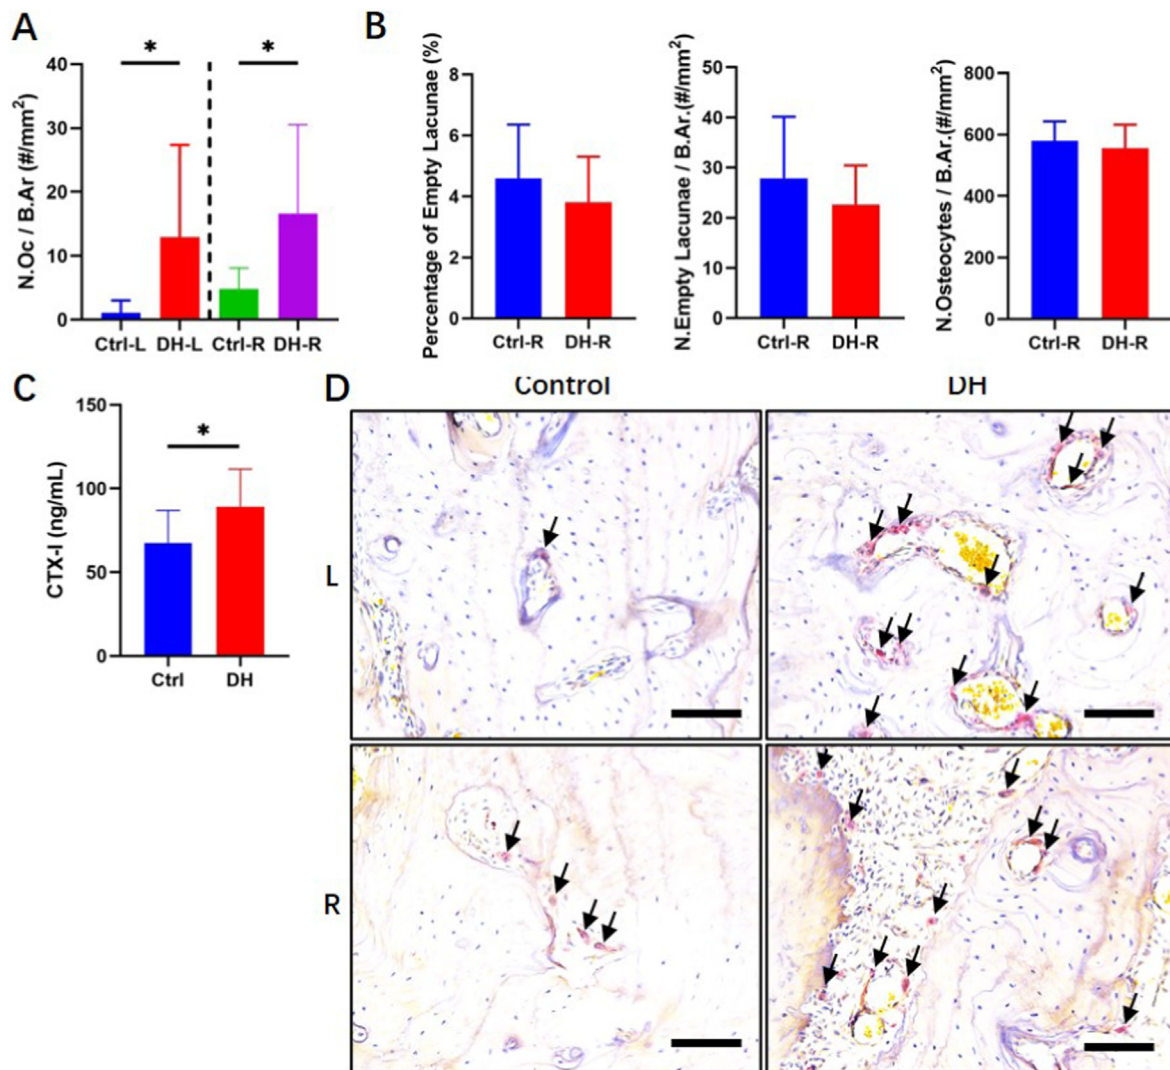 A
*
*
N.Oc / B.Ar (#/mm²)
40
30
20
10
0
Ctrl-L DH-L Ctrl-R DH-R
B
Percentage of Empty Lacunae (%)
8
6
4
2
0
Ctrl-R DH-R
N.Empty Lacunae / B.Ar.(#/mm²)
50
40
30
20
10
0
Ctrl-R DH-R
N.Osteocytes / B.Ar.(#/mm²)
800
600
400
200
0
Ctrl-R DH-R
C
*
CTX-I (ng/mL)
150
100
50
0
Ctrl DH
D
Control DH
L
R